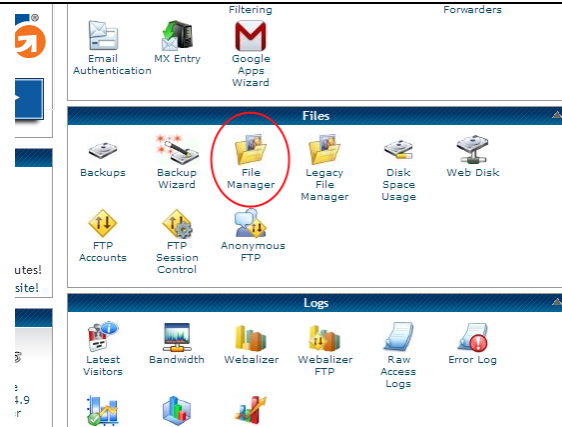 Filtering
Forwarders
Email
Authentication
MX Entry
Google
Apps
Wizard
Files
Backups
Backup
Wizard
File
Manager
Legacy
File
Manager
Disk
Space
Usage
Web Disk
FTP
Accounts
FTP
Session
Control
Anonymous
FTP
utes!
site!
Logs
Latest
Visitors
Bandwidth
Webalizer
Webalizer
FTP
Raw
Access
Logs
Error Log
e
4.9
r